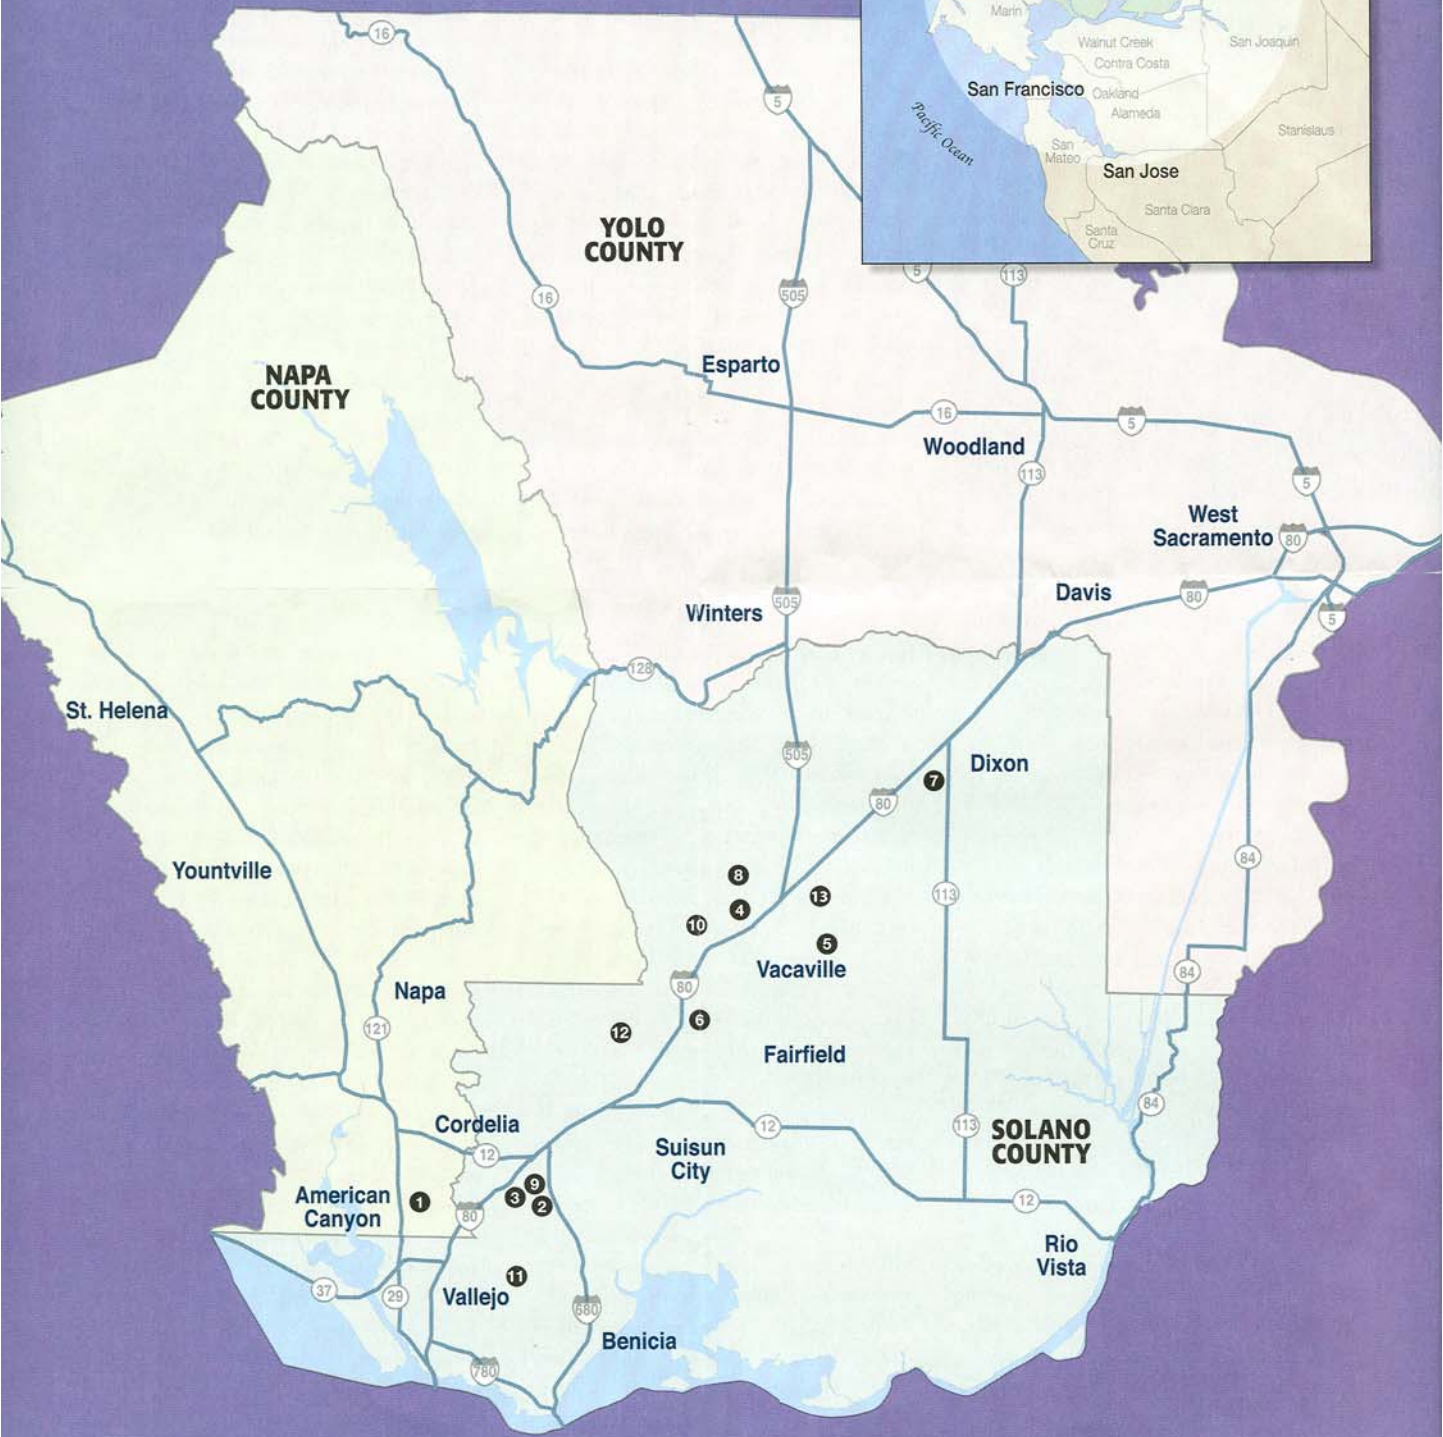 16
5
Marin
Walnut Creek
San Joaquin
Contra Costa
San Francisco
Oakland
Alameda
Pacific Ocean
Stanislaus
San
Mateo
San Jose
Santa Clara
Santa
Cruz
YOLO
COUNTY
5
113
16
505
Esparto
NAPA
COUNTY
16
5
Woodland
113
5
West
Sacramento
80
Davis
80
505
Winters
5
128
St. Helena
505
Dixon
7
80
Yountville
84
8
13
113
4
10
5
Vacaville
84
80
Napa
6
121
12
Fairfield
84
Cordelia
12
113
SOLANO
COUNTY
12
Suisun
City
9
3
2
American
Canyon
1
80
12
Rio
Vista
11
37
29
Vallejo
680
Benicia
780